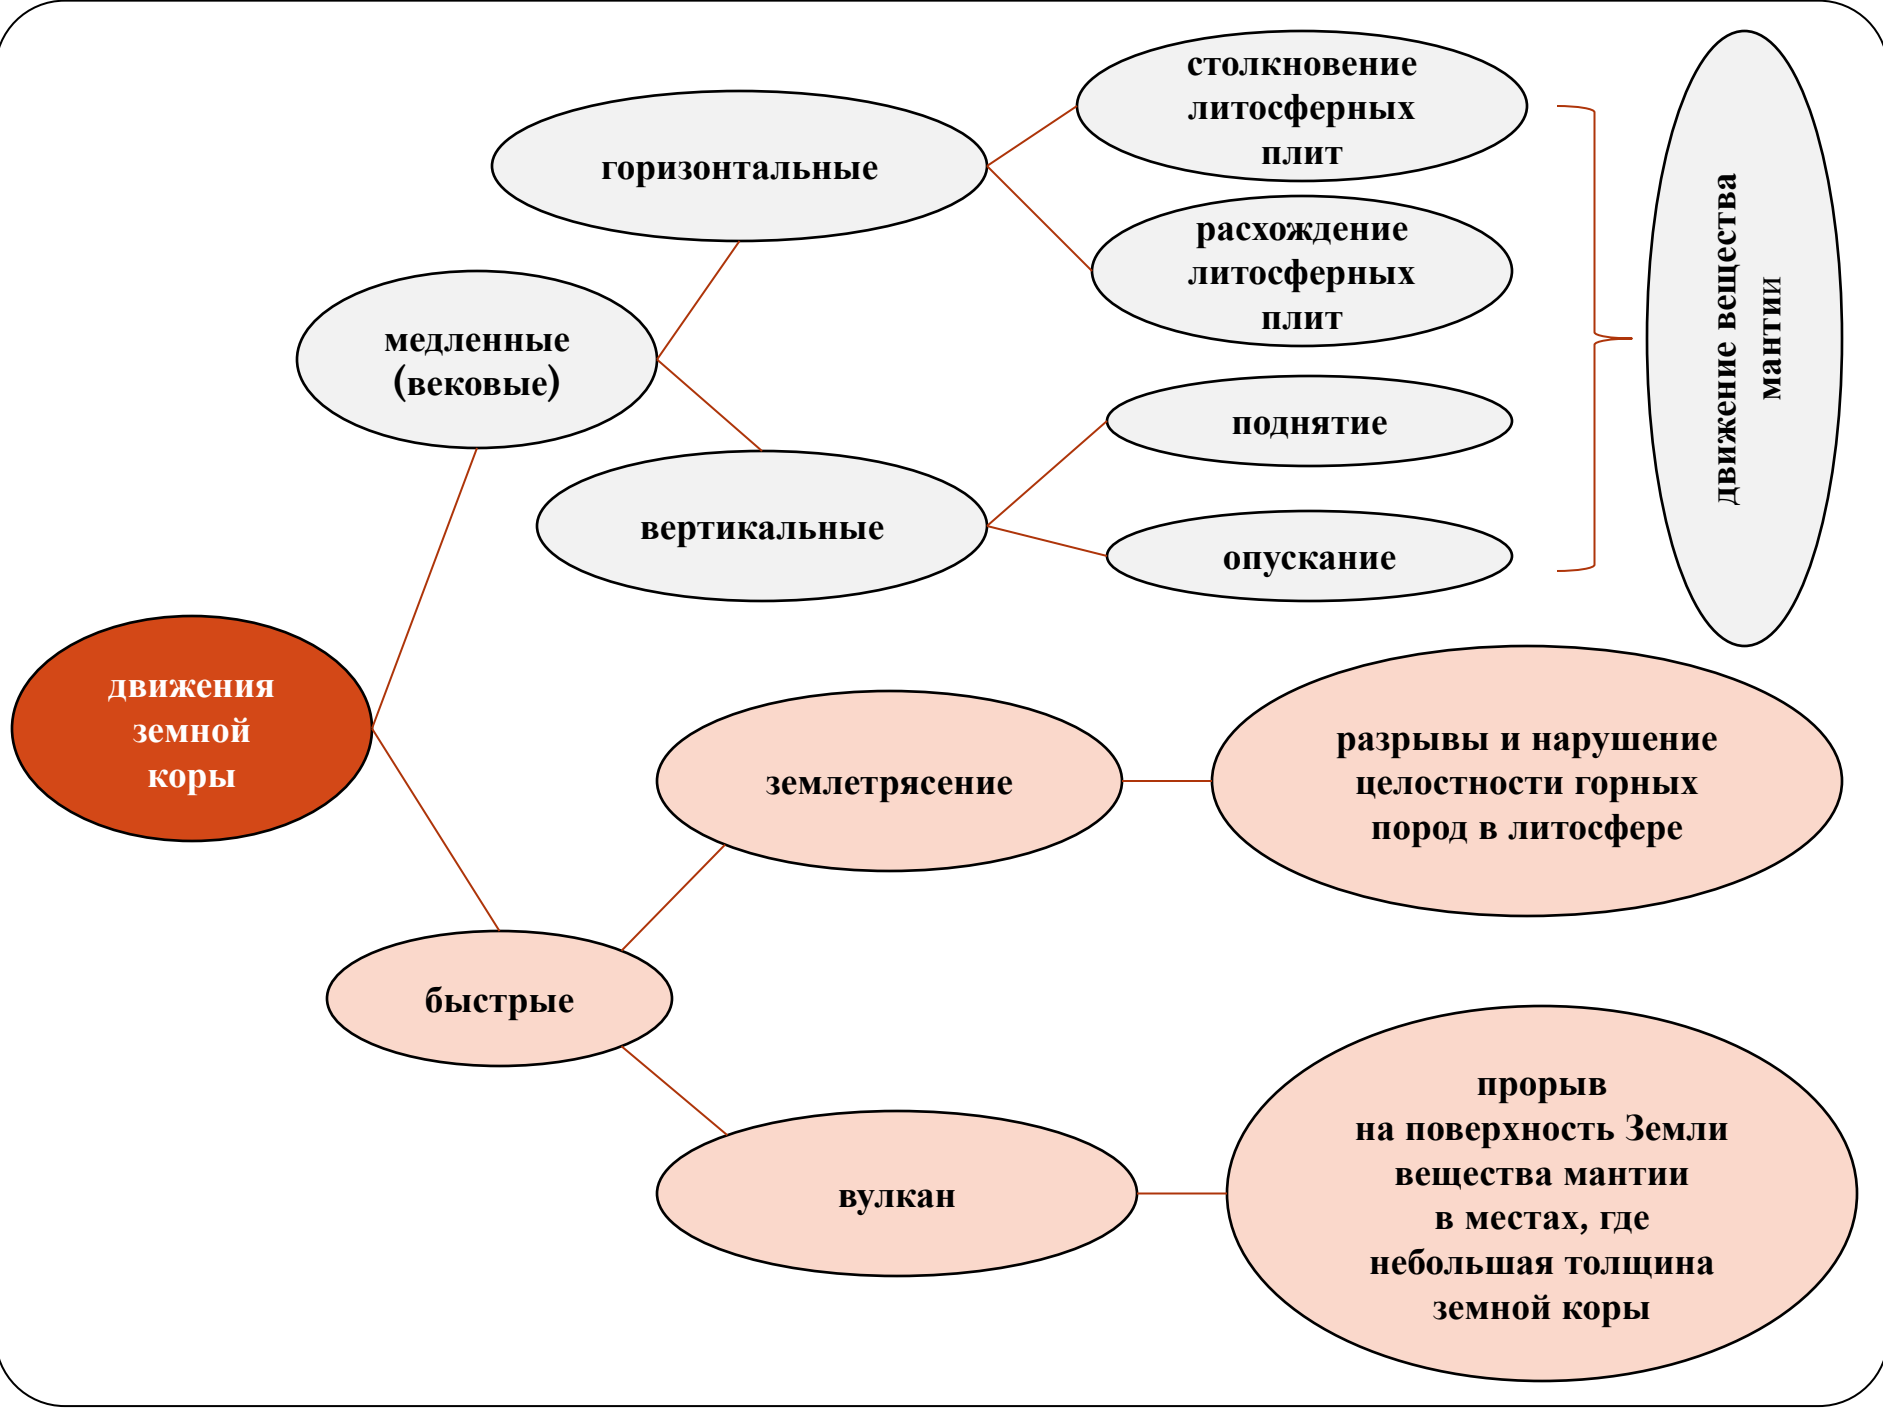 столкновение
литосферных
плит
горизонтальные
расхождение
литосферных
плит
движение вещества
мантии
медленные
(вековые)
поднятие
вертикальные
опускание
движения
земной
коры
землетрясение
разрывы и нарушение
целостности горных
пород в литосфере
быстрые
вулкан
прорыв
на поверхность Земли
вещества мантии
в местах, где
небольшая толщина
земной коры